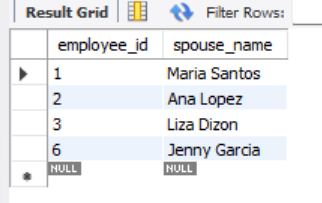 Result Grid Filter Rows:
employee_id spouse_name
1 Maria Santos
2 Ana Lopez
3 Liza Dizon
6 Jenny Garcia
NULL NULL